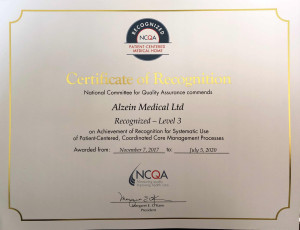 RECOGNIZED
NCQA
PATIENT-CENTERED
MEDICAL HOME
Certificate of Recognition
National Committee for Quality Assurance commends
Alzein Medical Ltd
Recognized – Level 3
on Achievement of Recognition for Systematic Use
of Patient-Centered, Coordinated Care Management Processes
Awarded from: November 7, 2017 to: July 5, 2020
NCQA
Margaret E. O'Kane
President